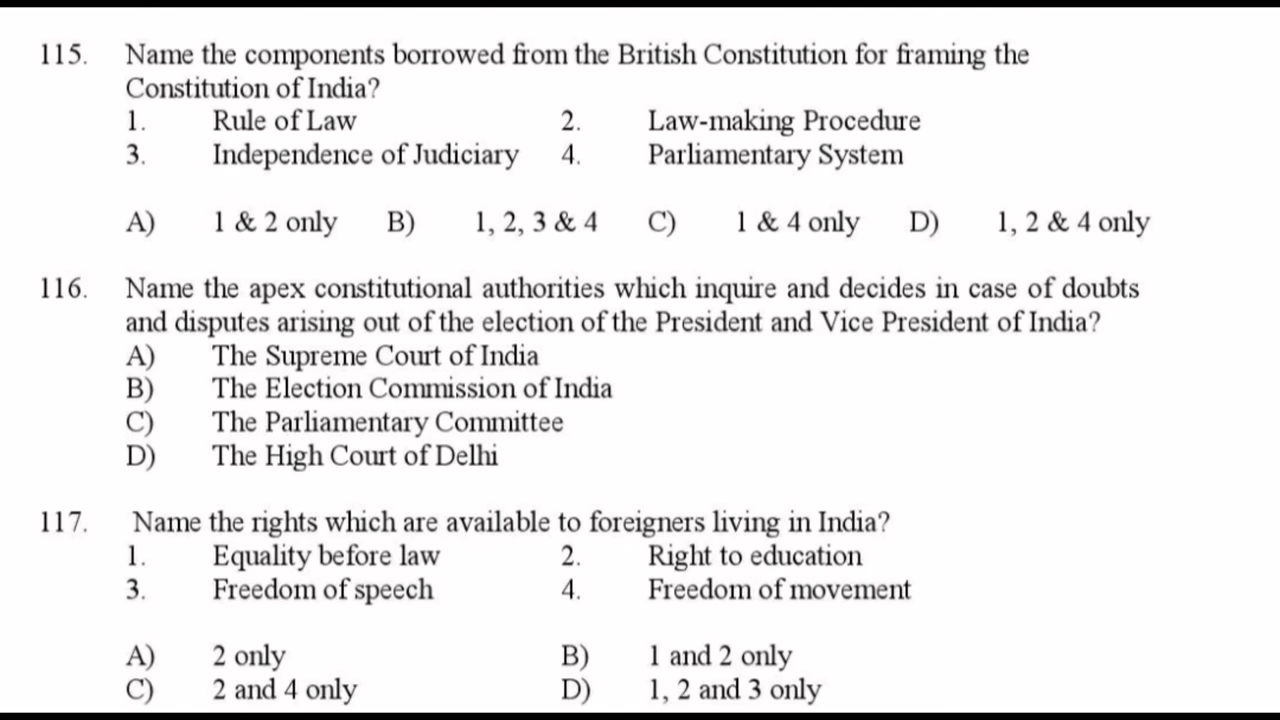 115. Name the components borrowed from the British Constitution for framing the
Constitution of India?
1. Rule of Law 2. Law-making Procedure
3. Independence of Judiciary 4. Parliamentary System
A) 1 & 2 only B) 1, 2, 3 & 4 C) 1 & 4 only D) 1, 2 & 4 only
116. Name the apex constitutional authorities which inquire and decides in case of doubts
and disputes arising out of the election of the President and Vice President of India?
A) The Supreme Court of India
B) The Election Commission of India
C) The Parliamentary Committee
D) The High Court of Delhi
117. Name the rights which are available to foreigners living in India?
1. Equality before law 2. Right to education
3. Freedom of speech 4. Freedom of movement
A) 2 only B) 1 and 2 only
C) 2 and 4 only D) 1, 2 and 3 only